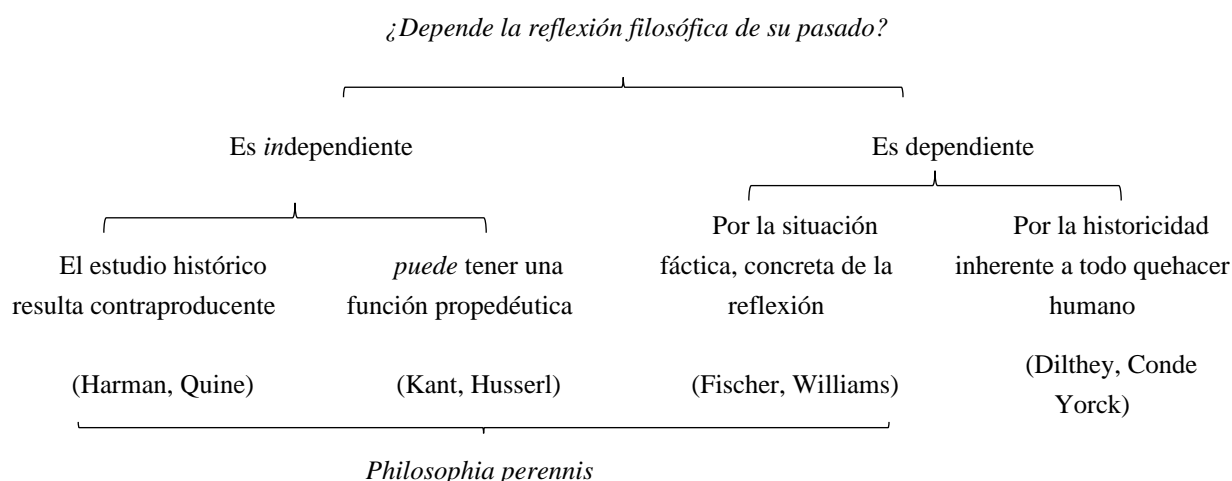 ¿Depende la reflexión filosófica de su pasado?
Es independiente
Es dependiente
El estudio histórico
resulta contraproducente
puede tener una
función propedéutica
Por la situación
fáctica, concreta de la
reflexión
Por la historicidad
inherente a todo quehacer
humano
(Harman, Quine)
(Kant, Husserl)
(Fischer, Williams)
(Dilthey, Conde
Yorck)
Philosophia perennis